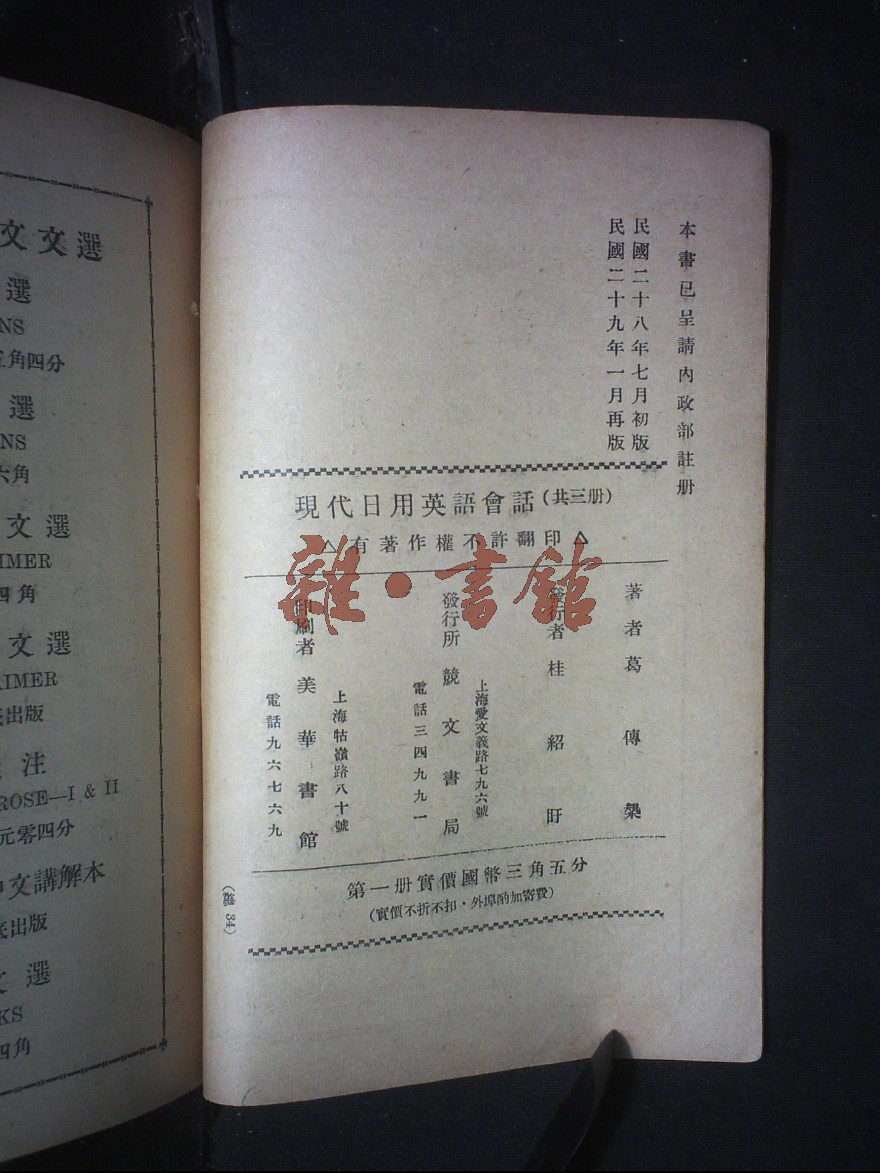 本書已呈請內政部註册
民國二十八年七月初版
民國二十九年一月再版
現代日用英語會話(共三册)
△有著作權不許翻印△
著者葛傳槼
發行者桂紹盱
上海愛文義路七九六號
發行所競文書局
電話三四九九一
上海牯嶺路八十號
印刷者美華書館
電話九六七六九
第一册實價國幣三角五分
(實價不折不扣·外埠酌加寄費)
雜·書館
文文選
選
NS
角四分
選
NS
六角
文選
IMER
四角
文選
IMER
出版
注
ROSE—I & II
元零四分
中文講解本
出版
選
KS
四角